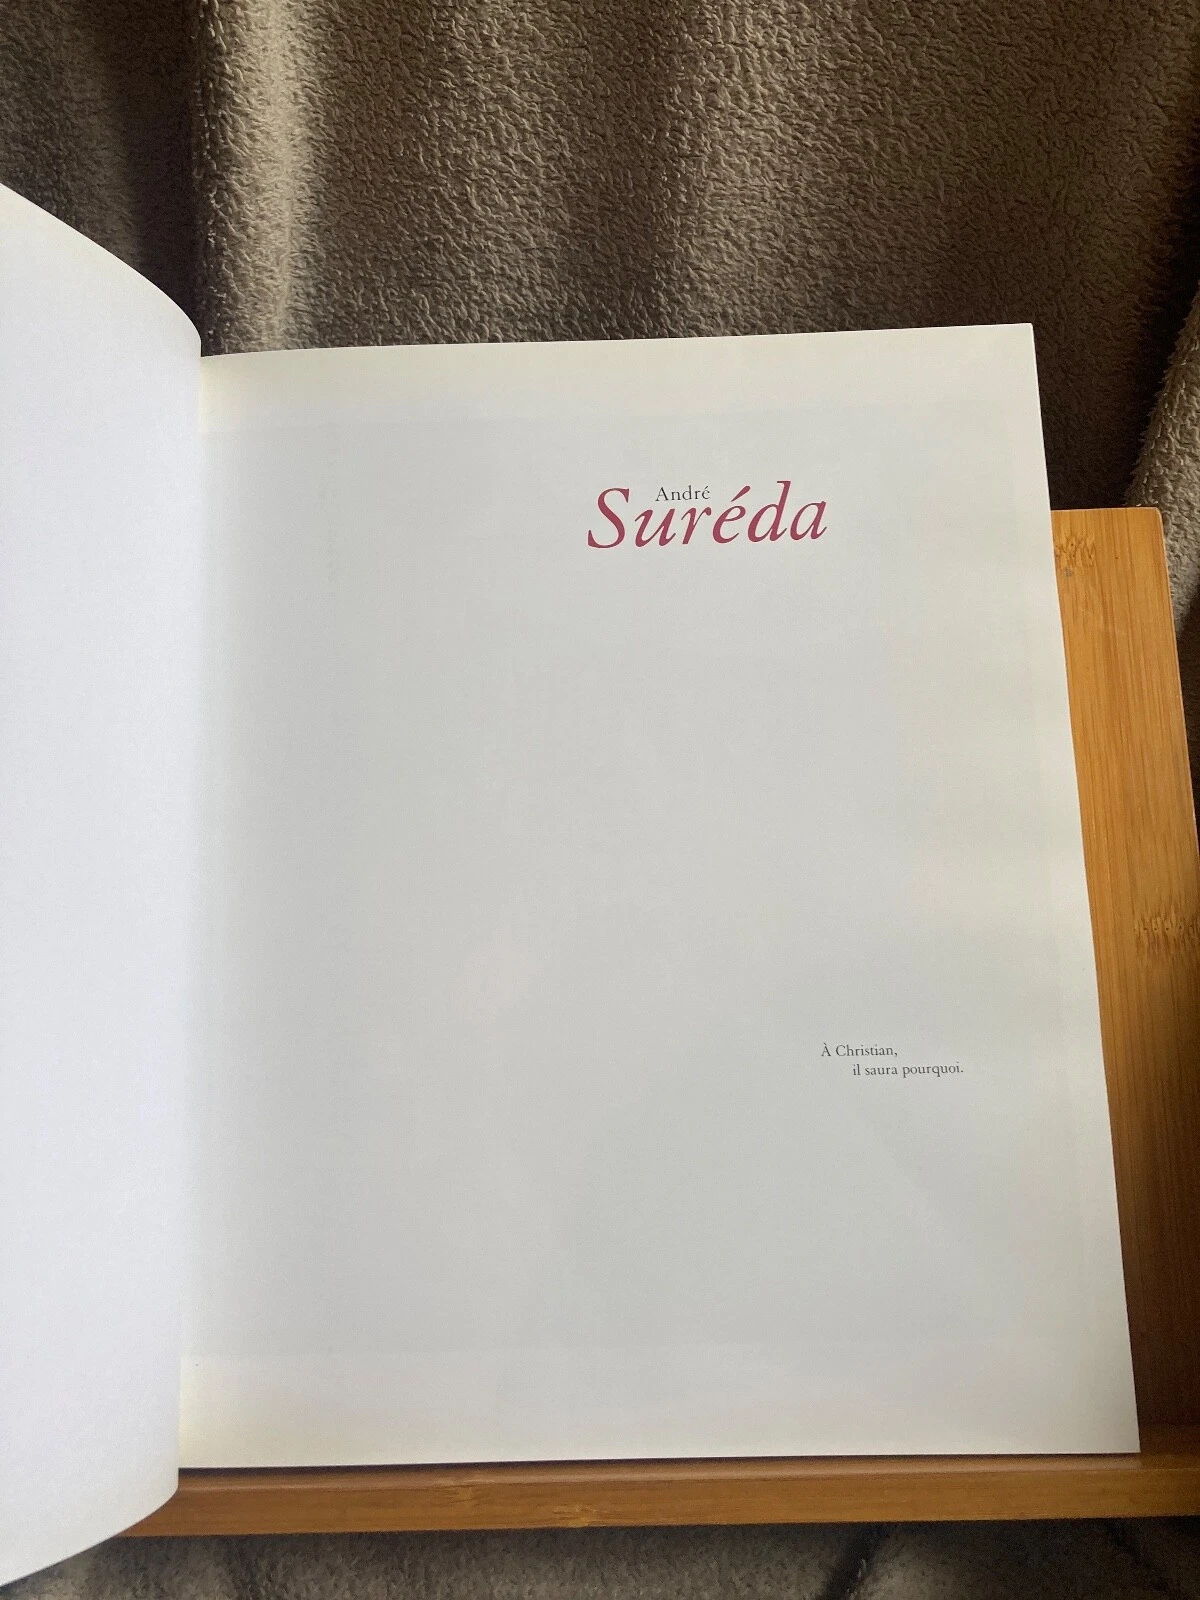 André
Suréda
À Christian,
il saura pourquoi.